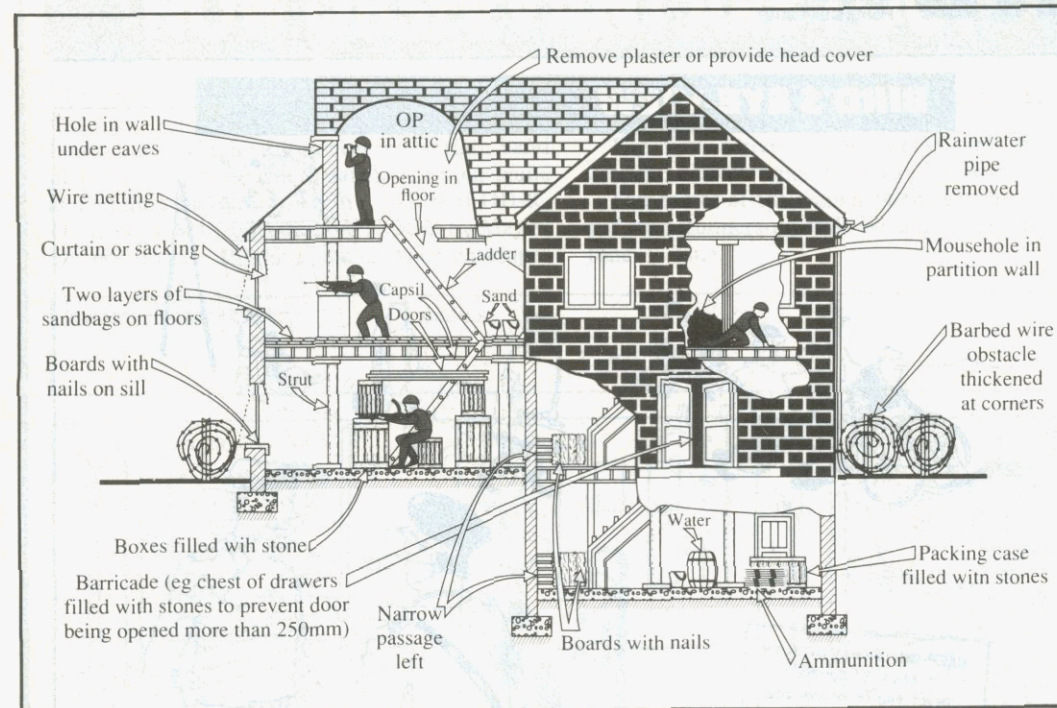 Remove plaster or provide head cover
Hole in wall
under eaves
OP
in attic
Opening in
floor
Rainwater
pipe
removed
Wire netting
Curtain or sacking
Ladder
Mousehole in
partition wall
Two layers of
sandbags on floors
Capsil
Doors
Sand
Boards with
nails on sill
Strut
Barbed wire
obstacle
thickened
at corners
Boxes filled wih stone
Water
Packing case
filled witn stones
Barricade (eg chest of drawers
filled with stones to prevent door
being opened more than 250mm)
Narrow
passage
left
Boards with nails
Ammunition